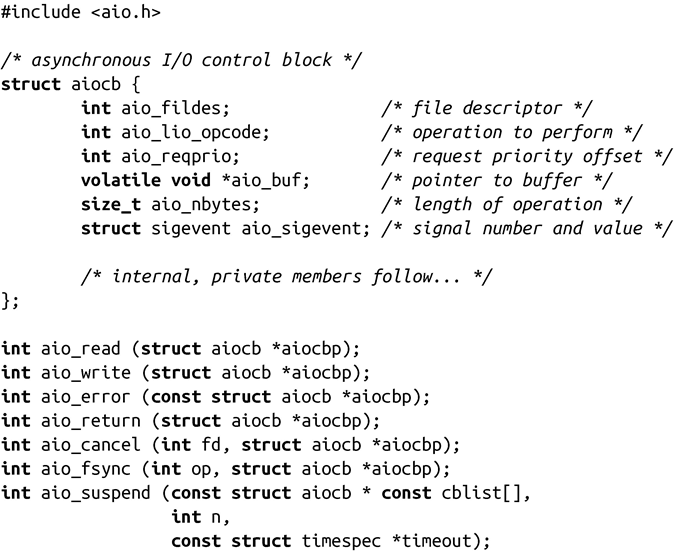 #include <aio.h>
/* asynchronous I/O control block */
struct aiocb {
        int aio_fildes;               /* file descriptor */
        int aio_lio_opcode;           /* operation to perform */
        int aio_reqprio;              /* request priority offset */
        volatile void *aio_buf;       /* pointer to buffer */
        size_t aio_nbytes;            /* length of operation */
        struct sigevent aio_sigevent; /* signal number and value */
        /* internal, private members follow... */
};
int aio_read (struct aiocb *aiocbp);
int aio_write (struct aiocb *aiocbp);
int aio_error (const struct aiocb *aiocbp);
int aio_return (struct aiocb *aiocbp);
int aio_cancel (int fd, struct aiocb *aiocbp);
int aio_fsync (int op, struct aiocb *aiocbp);
int aio_suspend (const struct aiocb * const cblist[],
                 int n,
                 const struct timespec *timeout);